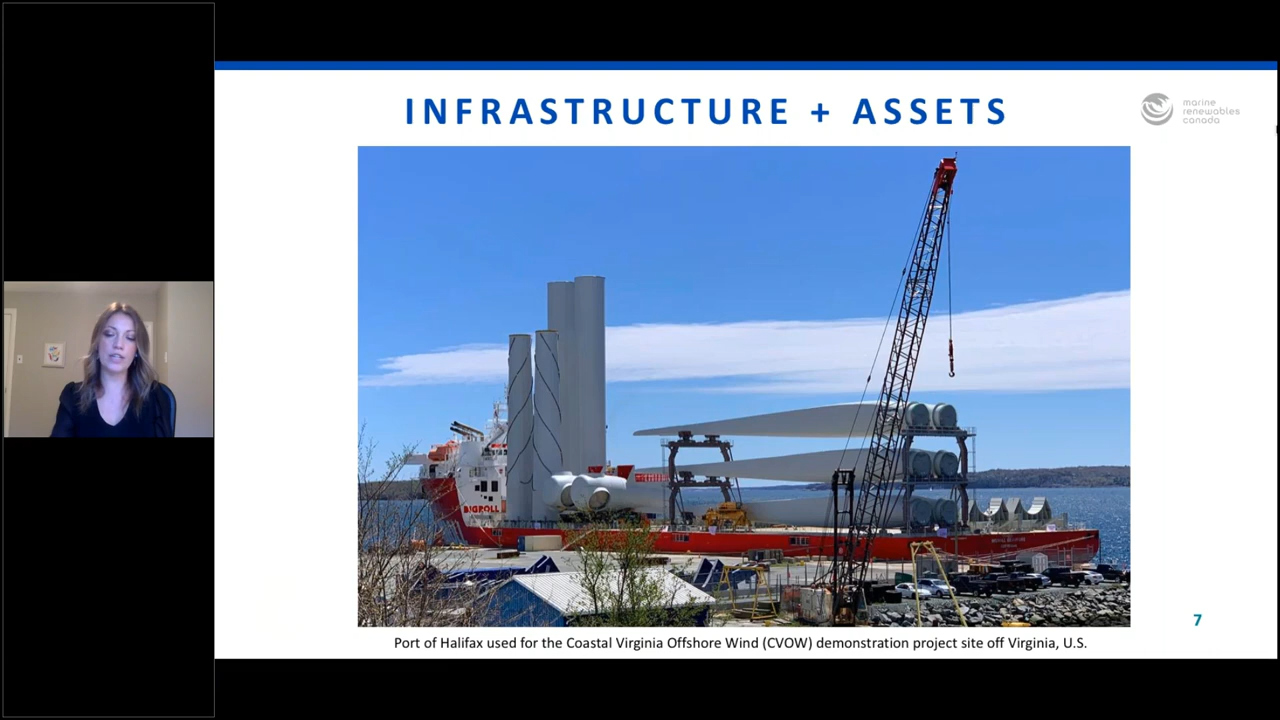 INFRASTRUCTURE + ASSETS
marine
renewables
canada
BIGROLL
7
Port of Halifax used for the Coastal Virginia Offshore Wind (CVOW) demonstration project site off Virginia, U.S.